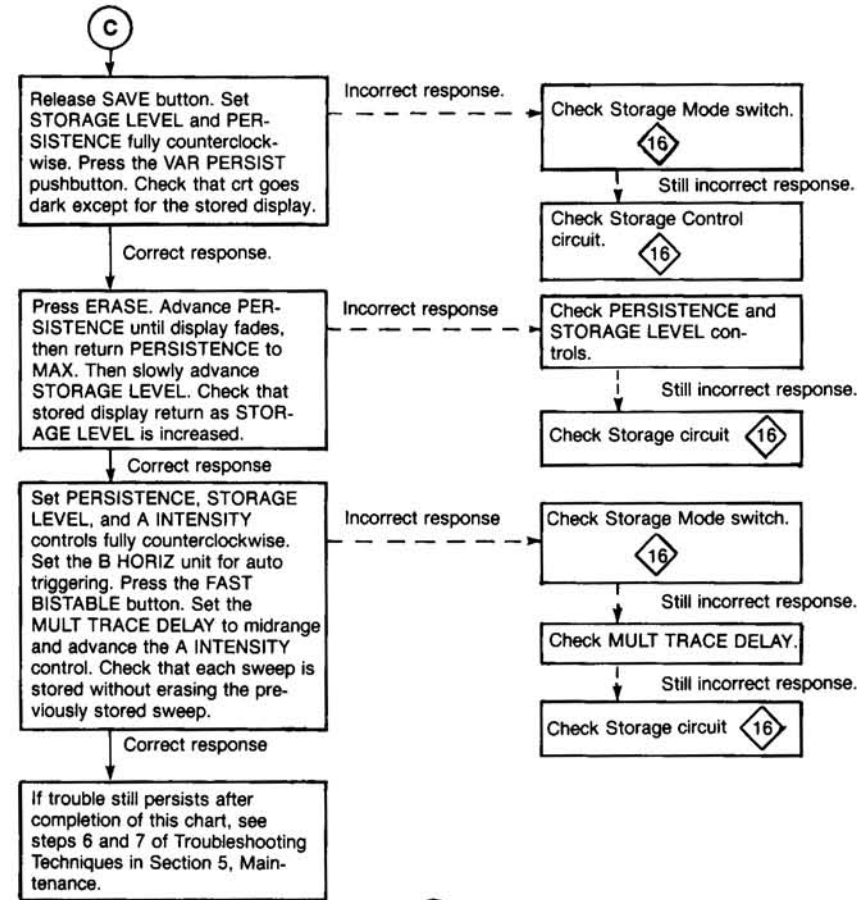 C
Release SAVE button. Set
STORAGE LEVEL and PER-
SISTENCE fully counterclock-
wise. Press the VAR PERSIST
pushbutton. Check that crt goes
dark except for the stored display.
Incorrect response.
Check Storage Mode switch.
16
Still incorrect response.
Check Storage Control
circuit.
16
Correct response.
Press ERASE. Advance PER-
SISTENCE until display fades,
then return PERSISTENCE to
MAX. Then slowly advance
STORAGE LEVEL. Check that
stored display return as STOR-
AGE LEVEL is increased.
Incorrect response
Check PERSISTENCE and
STORAGE LEVEL con-
trols.
Still incorrect response.
Check Storage circuit 16
Correct response
Set PERSISTENCE, STORAGE
LEVEL, and A INTENSITY
controls fully counterclockwise.
Set the B HORIZ unit for auto
triggering. Press the FAST
BISTABLE button. Set the
MULT TRACE DELAY to midrange
and advance the A INTENSITY
control. Check that each sweep is
stored without erasing the pre-
viously stored sweep.
Incorrect response
Check Storage Mode switch.
16
Still incorrect response.
Check MULT TRACE DELAY.
Still incorrect response.
Check Storage circuit 16
Correct response
If trouble still persists after
completion of this chart, see
steps 6 and 7 of Troubleshooting
Techniques in Section 5, Main-
tenance.